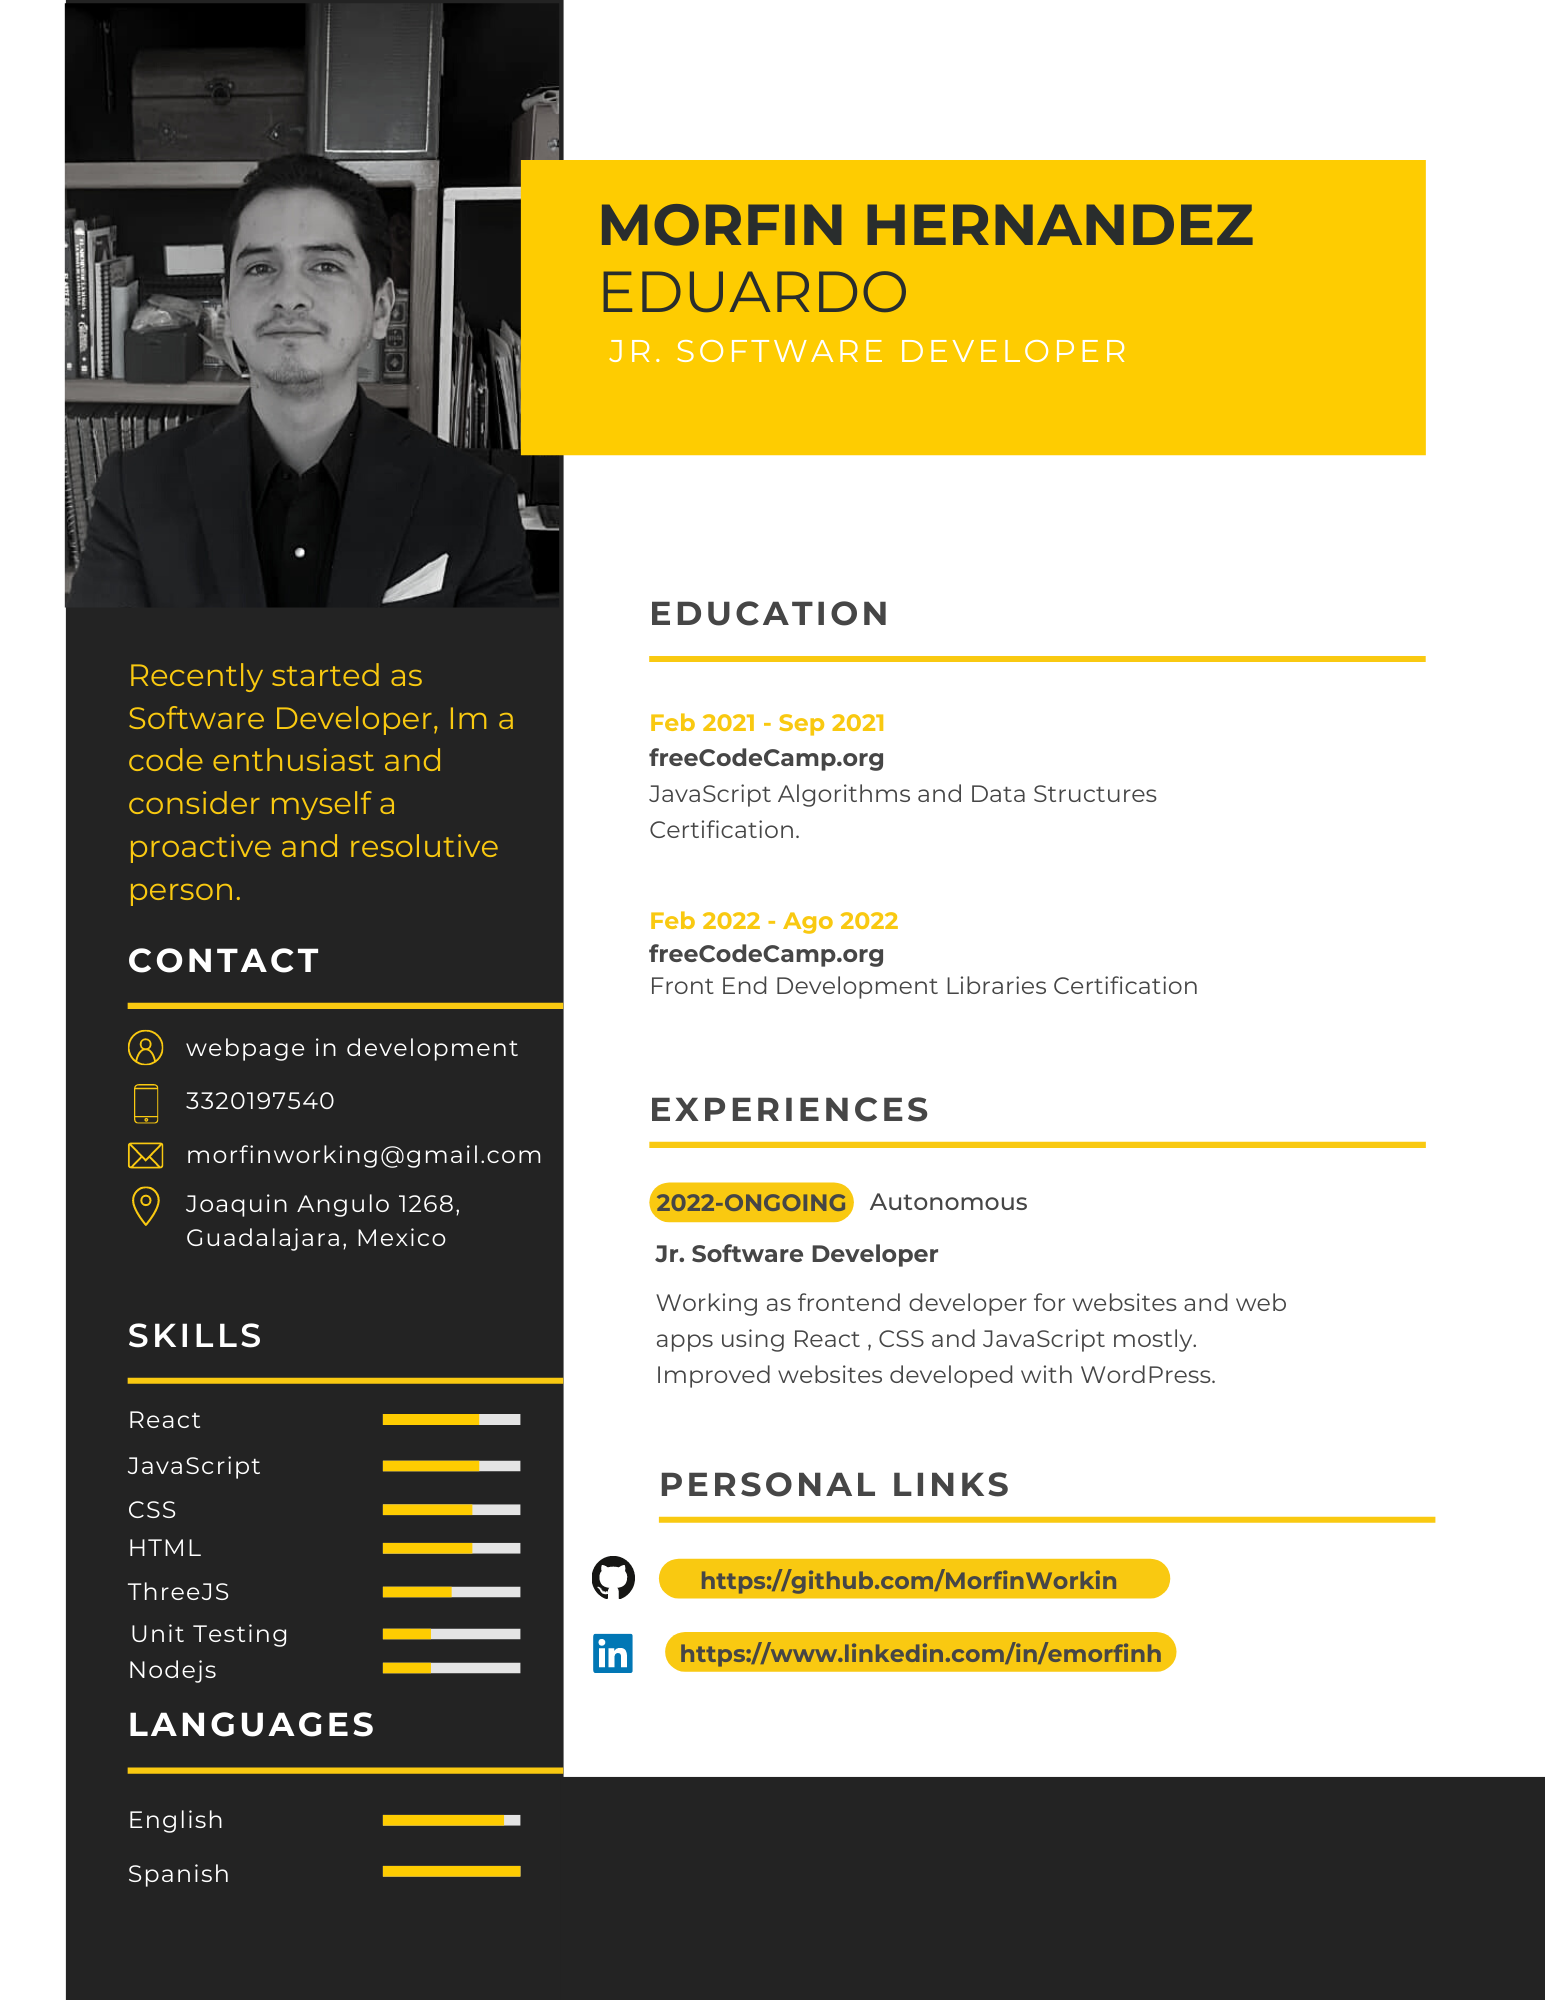 MORFIN HERNANDEZ
EDUARDO
JR. SOFTWARE DEVELOPER
Recently started as
Software Developer, Im a
code enthusiast and
consider myself a
proactive and resolutive
person.
CONTACT
webpage in development
3320197540
morfinworking@gmail.com
Joaquin Angulo 1268,
Guadalajara, Mexico
SKILLS
React
JavaScript
CSS
HTML
ThreeJS
Unit Testing
Nodejs
LANGUAGES
English
Spanish
EDUCATION
Feb 2021 - Sep 2021
freeCodeCamp.org
JavaScript Algorithms and Data Structures
Certification.
Feb 2022 - Ago 2022
freeCodeCamp.org
Front End Development Libraries Certification
EXPERIENCES
2022-ONGOING Autonomous
Jr. Software Developer
Working as frontend developer for websites and web
apps using React , CSS and JavaScript mostly.
Improved websites developed with WordPress.
PERSONAL LINKS
https://github.com/MorfinWorkin
in https://www.linkedin.com/in/emorfinh